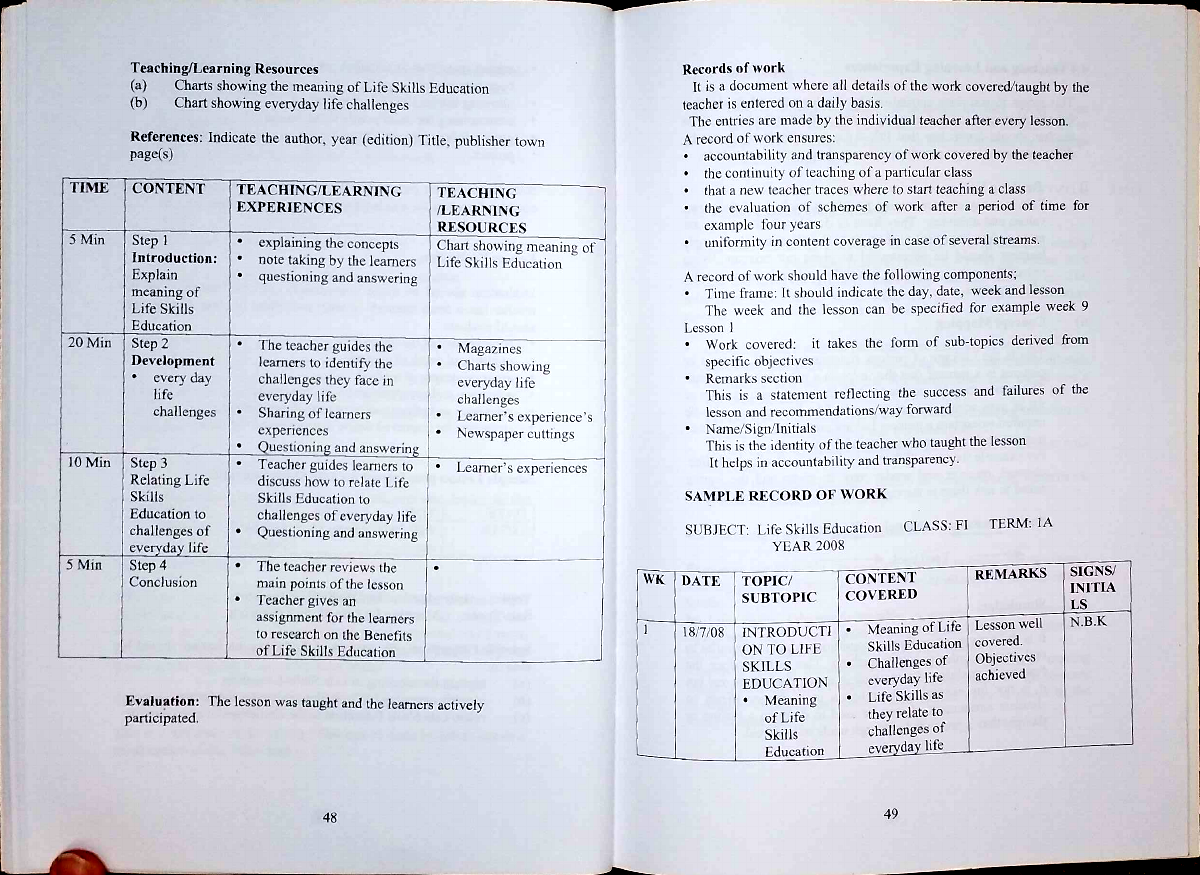 Teaching/Learning Resources
(a) Charts showing the meaning of Life Skills Education
(b) Chart showing everyday life challenges
References: Indicate the author, year (edition) Title, publisher town
page(s)
TIME
CONTENT
TEACHING/LEARNING
EXPERIENCES
TEACHING
/LEARNING
RESOURCES
5 Min
Step 1
Introduction:
Explain
meaning of
Life Skills
Education
• explaining the concepts
• note taking by the learners
• questioning and answering
Chart showing meaning of
Life Skills Education
20 Min
Step 2
Development
• every day
life
challenges
• The teacher guides the
learners to identify the
challenges they face in
everyday life
• Sharing of learners
experiences
• Questioning and answering
• Magazines
• Charts showing
everyday life
challenges
• Learner's experience's
• Newspaper cuttings
10 Min
Step 3
Relating Life
Skills
Education to
challenges of
everyday life
• Teacher guides learners to
discuss how to relate Life
Skills Education to
challenges of everyday life
• Questioning and answering
• Learner's experiences
5 Min
Step 4
Conclusion
• The teacher reviews the
main points of the lesson
• Teacher gives an
assignment for the learners
to research on the Benefits
of Life Skills Education
•
Evaluation: The lesson was taught and the learners actively
participated.
48
Records of work
It is a document where all details of the work covered/taught by the
teacher is entered on a daily basis.
The entries are made by the individual teacher after every lesson.
A record of work ensures:
• accountability and transparency of work covered by the teacher
• the continuity of teaching of a particular class
• that a new teacher traces where to start teaching a class
• the evaluation of schemes of work after a period of time for
example four years
• uniformity in content coverage in case of several streams.
A record of work should have the following components;
• Time frame: It should indicate the day, date, week and lesson
The week and the lesson can be specified for example week 9
Lesson 1
• Work covered: it takes the form of sub-topics derived from
specific objectives
• Remarks section
This is a statement reflecting the success and failures of the
lesson and recommendations/way forward
• Name/Sign/Initials
This is the identity of the teacher who taught the lesson
It helps in accountability and transparency.
SAMPLE RECORD OF WORK
SUBJECT: Life Skills Education CLASS: F1 TERM: 1A
YEAR 2008
WK
DATE
TOPIC/
SUBTOPIC
CONTENT
COVERED
REMARKS
SIGNS/
INITIA
LS
1
18/7/08
INTRODUCTI
ON TO LIFE
SKILLS
EDUCATION
• Meaning
of Life
Skills
Education
• Meaning of Life
Skills Education
• Challenges of
everyday life
• Life Skills as
they relate to
challenges of
everyday life
Lesson well
covered
Objectives
achieved
N.B.K
49